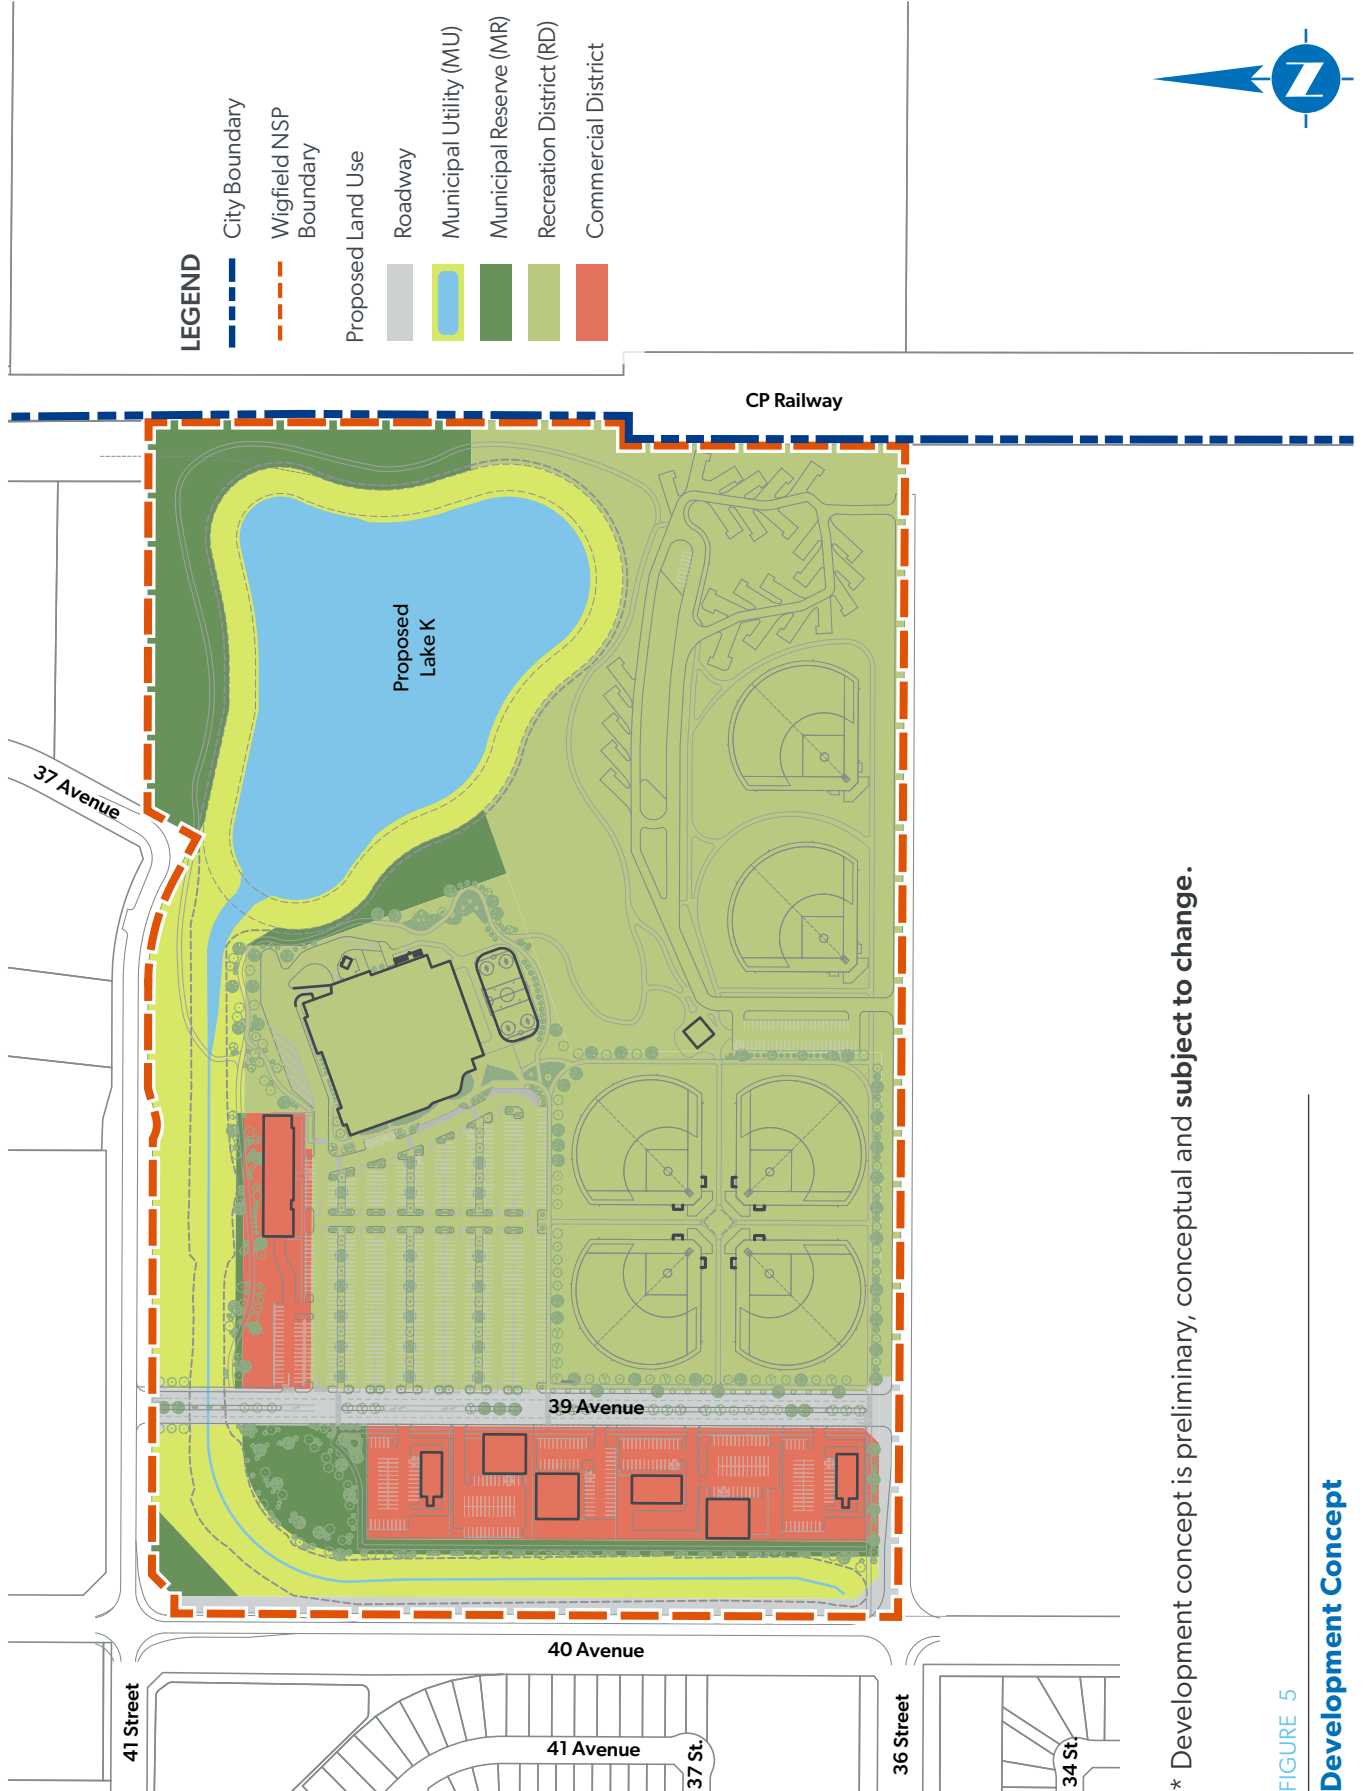 LEGEND
City Boundary
Wigfield NSP
Boundary
Proposed Land Use
Roadway
Municipal Utility (MU)
Municipal Reserve (MR)
Recreation District (RD)
Commercial District
N
CP Railway
Proposed
Lake K
37 Avenue
39 Avenue
40 Avenue
41 Street
41 Avenue
37 St.
36 Street
34 St.
* Development concept is preliminary, conceptual and subject to change.
FIGURE 5
Development Concept